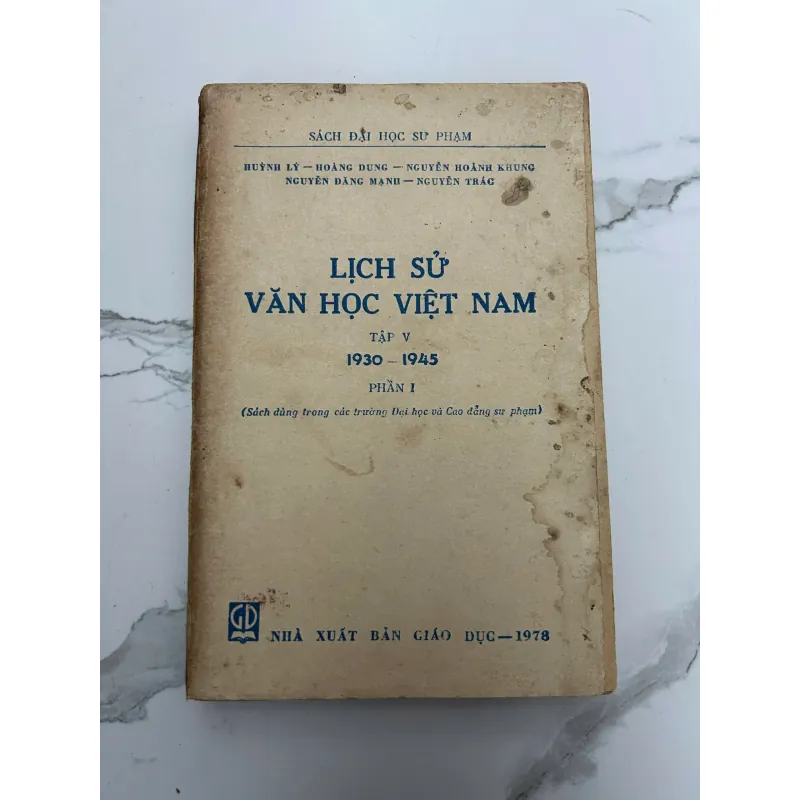 SÁCH ĐẠI HỌC SƯ PHẠM
HUỲNH LÝ — HOÀNG DUNG — NGUYỄN HOÀNH KHUNG
NGUYỄN ĐĂNG MẠNH — NGUYỄN TRÁC
LỊCH SỬ
VĂN HỌC VIỆT NAM
TẬP V
1930 — 1945
PHẦN I
(Sách dùng trong các trường Đại học và Cao đẳng sư phạm)
GD
NHÀ XUẤT BẢN GIÁO DỤC — 1978